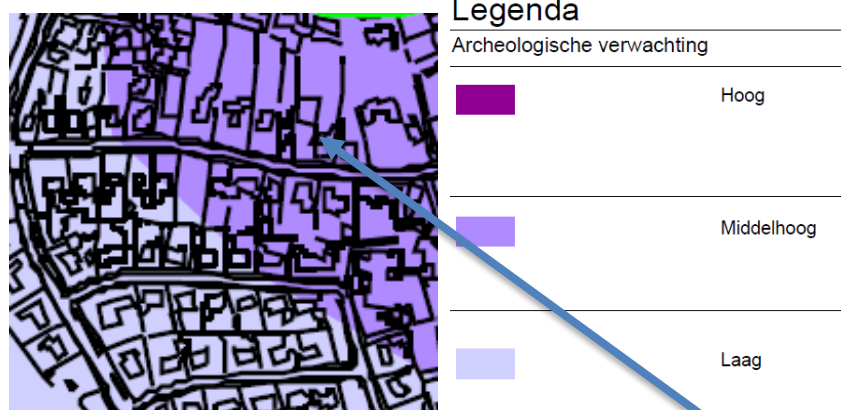 Legenda
Archeologische verwachting
Hoog
Middelhoog
Laag